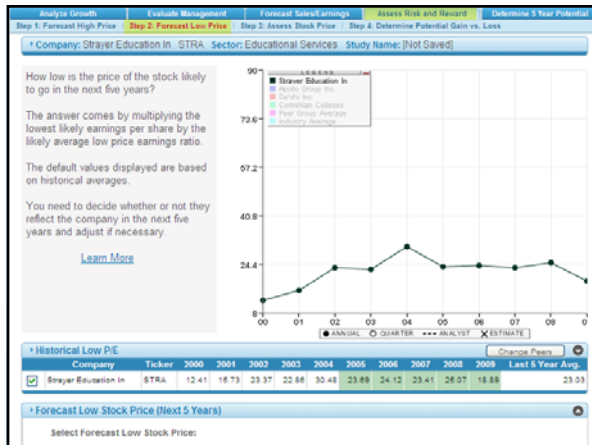 Analyze Growth Evaluate Management Forecast Sales/Earnings Assess Risk and Reward Determine 5 Year Potential
Step 1: Forecast High Price Step 2: Forecast Low Price Step 3: Assess Stock Price Step 4: Determine Potential Gain vs. Loss
Company: Strayer Education In STRA Sector: Educational Services Study Name: [Not Saved]
How low is the price of the stock likely
to go in the next five years?
The answer comes by multiplying the
lowest likely earnings per share by the
likely average low price earnings ratio.
The default values displayed are based
on historical averages.
You need to decide whether or not they
reflect the company in the next five
years and adjust if necessary.
Learn More
LEGEND
Strayer Education In
Apollo Group Inc
DeVry Inc
Corinthian Colleges
Peer Group Average
Industry Average
90
73.6
57.2
40.8
24.4
8
00 01 02 03 04 05 06 07 08
ANNUAL QUARTER ANALYST ESTIMATE
Historical Low P/E Change Peers
Company Ticker 2000 2001 2002 2003 2004 2005 2006 2007 2008 2009 Last 5 Year Avg.
Strayer Education In STRA 12.41 15.73 23.37 22.86 30.48 23.69 24.12 23.41 25.07 18.89 23.03
Forecast Low Stock Price (Next 5 Years)
Select Forecast Low Stock Price: